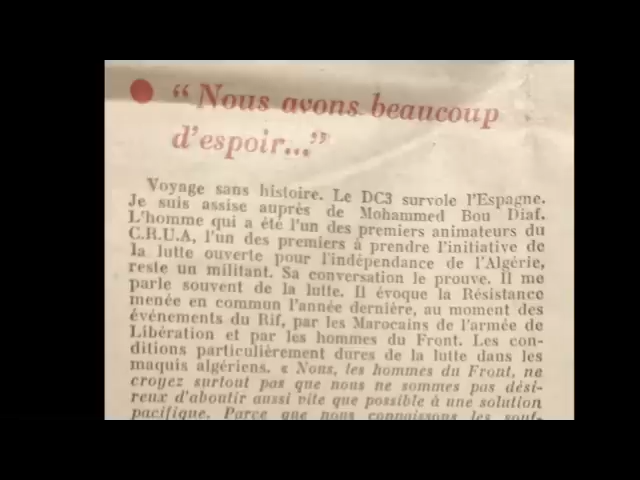 “ Nous avons beaucoup
d'espoir...”
Voyage sans histoire. Le DC3 survole l'Espagne.
Je suis assise auprès de Mohammed Bou Diaf.
L'homme qui a été l'un des premiers animateurs du
C.R.U.A, l'un des premiers à prendre l'initiative de
la lutte ouverte pour l'indépendance de l'Algérie,
reste un militant. Sa conversation le prouve. Il me
parle souvent de la lutte. Il évoque la Résistance
menée en commun l'année dernière, au moment des
événements du Rif, par les Marocains de l'armée de
Libération et par les hommes du Front. Les con-
ditions particulièrement dures de la lutte dans les
maquis algériens. « Nous, les hommes du Front, ne
croyez surtout pas que nous ne sommes pas dési-
reux d'aboutir aussi vite que possible à une solution
pacifique. Parce que nous connaissons les souf-